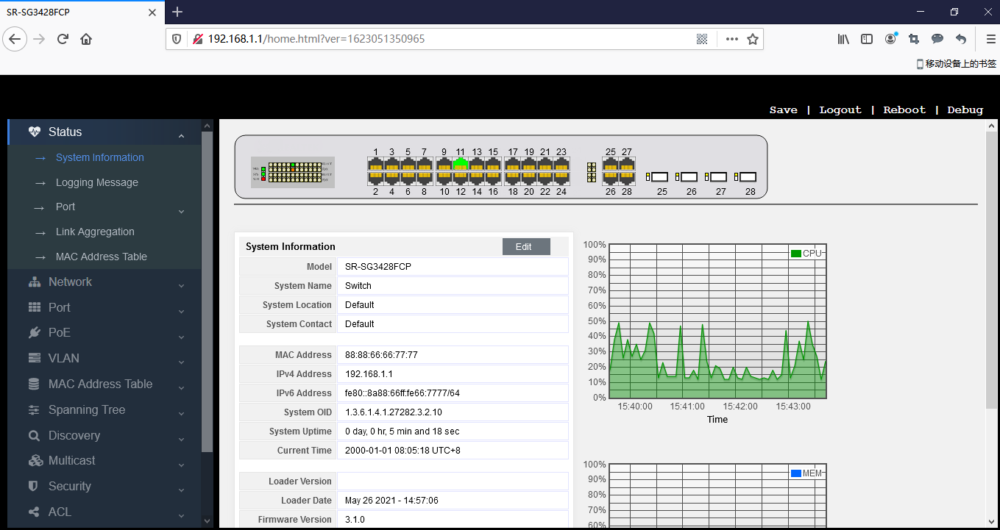 SR-SG3428FCP
192.168.1.1/home.html?ver=1623051350965
移动设备上的书签
Save | Logout | Reboot | Debug
Status
System Information
Logging Message
Port
Link Aggregation
MAC Address Table
Network
Port
PoE
VLAN
MAC Address Table
Spanning Tree
Discovery
Multicast
Security
ACL
1 3 5 7 9 11 13 15 17 19 21 23 25 27
2 4 6 8 10 12 14 16 18 20 22 24 26 28 25 26 27 28
System Information Edit
Model SR-SG3428FCP
System Name Switch
System Location Default
System Contact Default
MAC Address 88:88:66:66:77:77
IPv4 Address 192.168.1.1
IPv6 Address fe80::8a88:66ff:fe66:7777/64
System OID 1.3.6.1.4.1.27282.3.2.10
System Uptime 0 day, 0 hr, 5 min and 18 sec
Current Time 2000-01-01 08:05:18 UTC+8
Loader Version
Loader Date May 26 2021 - 14:57:06
Firmware Version 3.1.0
100%
CPU
90%
80%
70%
60%
50%
40%
30%
20%
10%
0%
15:40:00 15:41:00 15:42:00 15:43:00
Time
100%
MEM
90%
80%
70%
60%